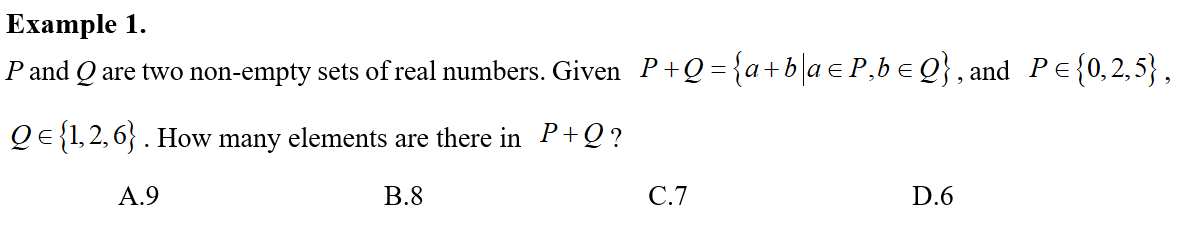 Example 1.
P and Q are two non-empty sets of real numbers. Given P+Q={a+b|a∈P,b∈Q}, and P∈{0,2,5},
Q∈{1,2,6}. How many elements are there in P+Q?
A.9 B.8 C.7 D.6